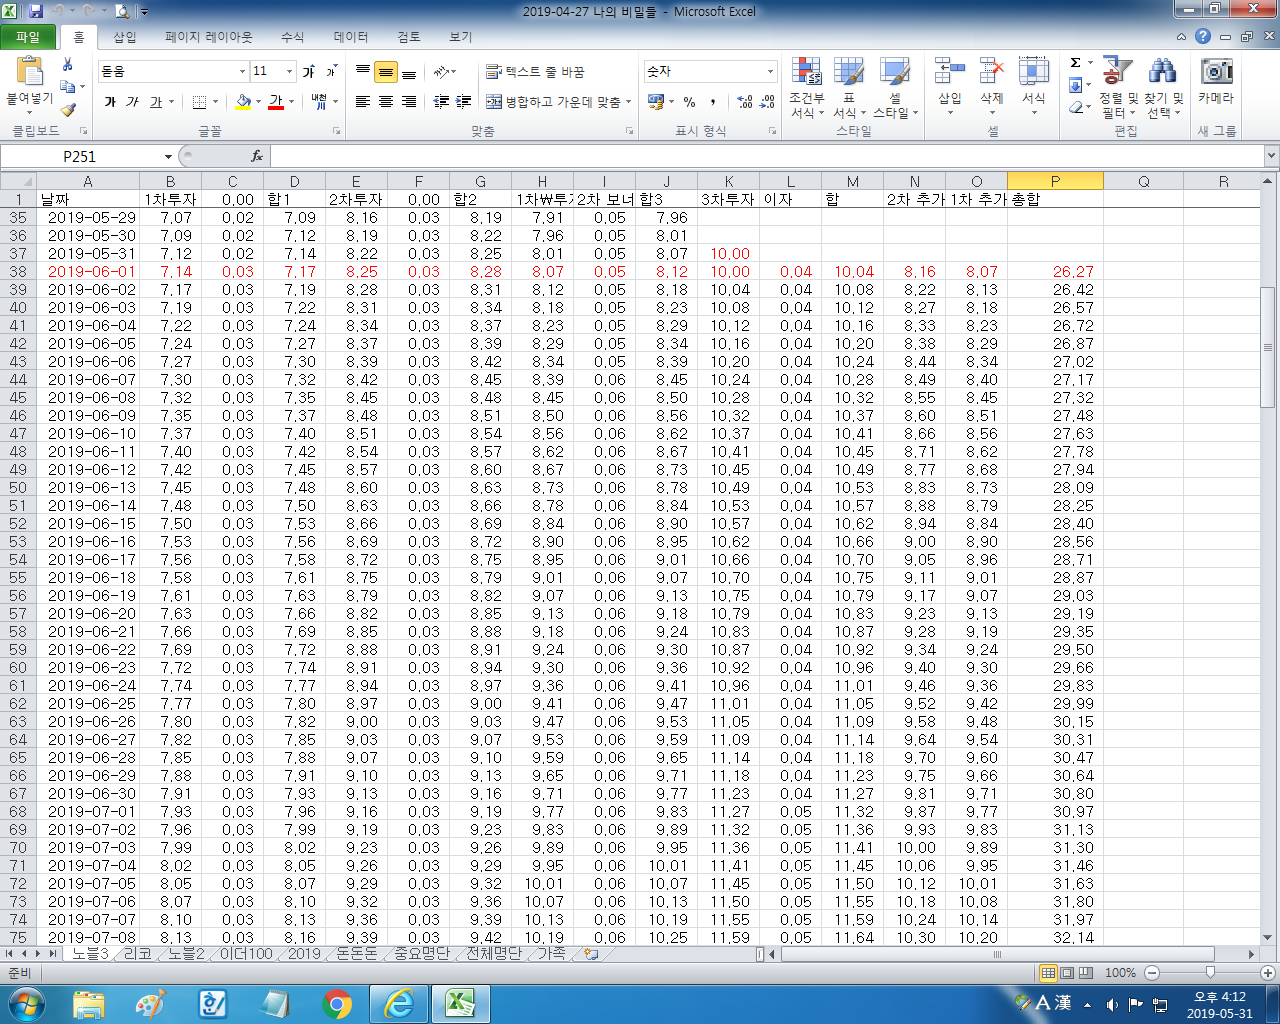 2019-04-27 나의 비밀들 - Microsoft Excel
파일 홈 삽입 페이지 레이아웃 수식 데이터 검토 보기
붙여넣기 돋움 11 가 가 가 가 가 가 내천 텍스트 줄 바꿈 병합하고 가운데 맞춤 숫자 % , 조건부 서식 표 서식 셀 스타일 삽입 삭제 서식 Σ 정렬 및 필터 찾기 및 선택 카메라
클립보드 글꼴 맞춤 표시 형식 스타일 셀 편집 새 그룹
P251 fx
A B C D E F G H I J K L M N O P Q R
1 날짜 1차투자 0.00 합1 2차투자 0.00 합2 1차₩투 2차 보너 합3 3차투자 이자 합 2차 추가 1차 추가 총합
35 2019-05-29 7.07 0.02 7.09 8.16 0.03 8.19 7.91 0.05 7.96
36 2019-05-30 7.09 0.02 7.12 8.19 0.03 8.22 7.96 0.05 8.01
37 2019-05-31 7.12 0.02 7.14 8.22 0.03 8.25 8.01 0.05 8.07 10.00
38 2019-06-01 7.14 0.03 7.17 8.25 0.03 8.28 8.07 0.05 8.12 10.00 0.04 10.04 8.16 8.07 26.27
39 2019-06-02 7.17 0.03 7.19 8.28 0.03 8.31 8.12 0.05 8.18 10.04 0.04 10.08 8.22 8.13 26.42
40 2019-06-03 7.19 0.03 7.22 8.31 0.03 8.34 8.18 0.05 8.23 10.08 0.04 10.12 8.27 8.18 26.57
41 2019-06-04 7.22 0.03 7.24 8.34 0.03 8.37 8.23 0.05 8.29 10.12 0.04 10.16 8.33 8.23 26.72
42 2019-06-05 7.24 0.03 7.27 8.37 0.03 8.39 8.29 0.05 8.34 10.16 0.04 10.20 8.38 8.29 26.87
43 2019-06-06 7.27 0.03 7.30 8.39 0.03 8.42 8.34 0.05 8.39 10.20 0.04 10.24 8.44 8.34 27.02
44 2019-06-07 7.30 0.03 7.32 8.42 0.03 8.45 8.39 0.06 8.45 10.24 0.04 10.28 8.49 8.40 27.17
45 2019-06-08 7.32 0.03 7.35 8.45 0.03 8.48 8.45 0.06 8.50 10.28 0.04 10.32 8.55 8.45 27.32
46 2019-06-09 7.35 0.03 7.37 8.48 0.03 8.51 8.50 0.06 8.56 10.32 0.04 10.37 8.60 8.51 27.48
47 2019-06-10 7.37 0.03 7.40 8.51 0.03 8.54 8.56 0.06 8.62 10.37 0.04 10.41 8.66 8.56 27.63
48 2019-06-11 7.40 0.03 7.42 8.54 0.03 8.57 8.62 0.06 8.67 10.41 0.04 10.45 8.71 8.62 27.78
49 2019-06-12 7.42 0.03 7.45 8.57 0.03 8.60 8.67 0.06 8.73 10.45 0.04 10.49 8.77 8.68 27.94
50 2019-06-13 7.45 0.03 7.48 8.60 0.03 8.63 8.73 0.06 8.78 10.49 0.04 10.53 8.83 8.73 28.09
51 2019-06-14 7.48 0.03 7.50 8.63 0.03 8.66 8.78 0.06 8.84 10.53 0.04 10.57 8.88 8.79 28.25
52 2019-06-15 7.50 0.03 7.53 8.66 0.03 8.69 8.84 0.06 8.90 10.57 0.04 10.62 8.94 8.84 28.40
53 2019-06-16 7.53 0.03 7.56 8.69 0.03 8.72 8.90 0.06 8.95 10.62 0.04 10.66 9.00 8.90 28.56
54 2019-06-17 7.56 0.03 7.58 8.72 0.03 8.75 8.95 0.06 9.01 10.66 0.04 10.70 9.05 8.96 28.71
55 2019-06-18 7.58 0.03 7.61 8.75 0.03 8.79 9.01 0.06 9.07 10.70 0.04 10.75 9.11 9.01 28.87
56 2019-06-19 7.61 0.03 7.63 8.79 0.03 8.82 9.07 0.06 9.13 10.75 0.04 10.79 9.17 9.07 29.03
57 2019-06-20 7.63 0.03 7.66 8.82 0.03 8.85 9.13 0.06 9.18 10.79 0.04 10.83 9.23 9.13 29.19
58 2019-06-21 7.66 0.03 7.69 8.85 0.03 8.88 9.18 0.06 9.24 10.83 0.04 10.87 9.28 9.19 29.35
59 2019-06-22 7.69 0.03 7.72 8.88 0.03 8.91 9.24 0.06 9.30 10.87 0.04 10.92 9.34 9.24 29.50
60 2019-06-23 7.72 0.03 7.74 8.91 0.03 8.94 9.30 0.06 9.36 10.92 0.04 10.96 9.40 9.30 29.66
61 2019-06-24 7.74 0.03 7.77 8.94 0.03 8.97 9.36 0.06 9.41 10.96 0.04 11.01 9.46 9.36 29.83
62 2019-06-25 7.77 0.03 7.80 8.97 0.03 9.00 9.41 0.06 9.47 11.01 0.04 11.05 9.52 9.42 29.99
63 2019-06-26 7.80 0.03 7.82 9.00 0.03 9.03 9.47 0.06 9.53 11.05 0.04 11.09 9.58 9.48 30.15
64 2019-06-27 7.82 0.03 7.85 9.03 0.03 9.07 9.53 0.06 9.59 11.09 0.04 11.14 9.64 9.54 30.31
65 2019-06-28 7.85 0.03 7.88 9.07 0.03 9.10 9.59 0.06 9.65 11.14 0.04 11.18 9.70 9.60 30.47
66 2019-06-29 7.88 0.03 7.91 9.10 0.03 9.13 9.65 0.06 9.71 11.18 0.04 11.23 9.75 9.66 30.64
67 2019-06-30 7.91 0.03 7.93 9.13 0.03 9.16 9.71 0.06 9.77 11.23 0.04 11.27 9.81 9.71 30.80
68 2019-07-01 7.93 0.03 7.96 9.16 0.03 9.19 9.77 0.06 9.83 11.27 0.05 11.32 9.87 9.77 30.97
69 2019-07-02 7.96 0.03 7.99 9.19 0.03 9.23 9.83 0.06 9.89 11.32 0.05 11.36 9.93 9.83 31.13
70 2019-07-03 7.99 0.03 8.02 9.23 0.03 9.26 9.89 0.06 9.95 11.36 0.05 11.41 10.00 9.89 31.30
71 2019-07-04 8.02 0.03 8.05 9.26 0.03 9.29 9.95 0.06 10.01 11.41 0.05 11.45 10.06 9.95 31.46
72 2019-07-05 8.05 0.03 8.07 9.29 0.03 9.32 10.01 0.06 10.07 11.45 0.05 11.50 10.12 10.01 31.63
73 2019-07-06 8.07 0.03 8.10 9.32 0.03 9.36 10.07 0.06 10.13 11.50 0.05 11.55 10.18 10.08 31.80
74 2019-07-07 8.10 0.03 8.13 9.36 0.03 9.39 10.13 0.06 10.19 11.55 0.05 11.59 10.24 10.14 31.97
75 2019-07-08 8.13 0.03 8.16 9.39 0.03 9.42 10.19 0.06 10.25 11.59 0.05 11.64 10.30 10.20 32.14
노블3 리코 노블2 이더100 2019 돈돈돈 중요명단 전체명단 가족
준비 100%
A 漢 오후 4:12
2019-05-31